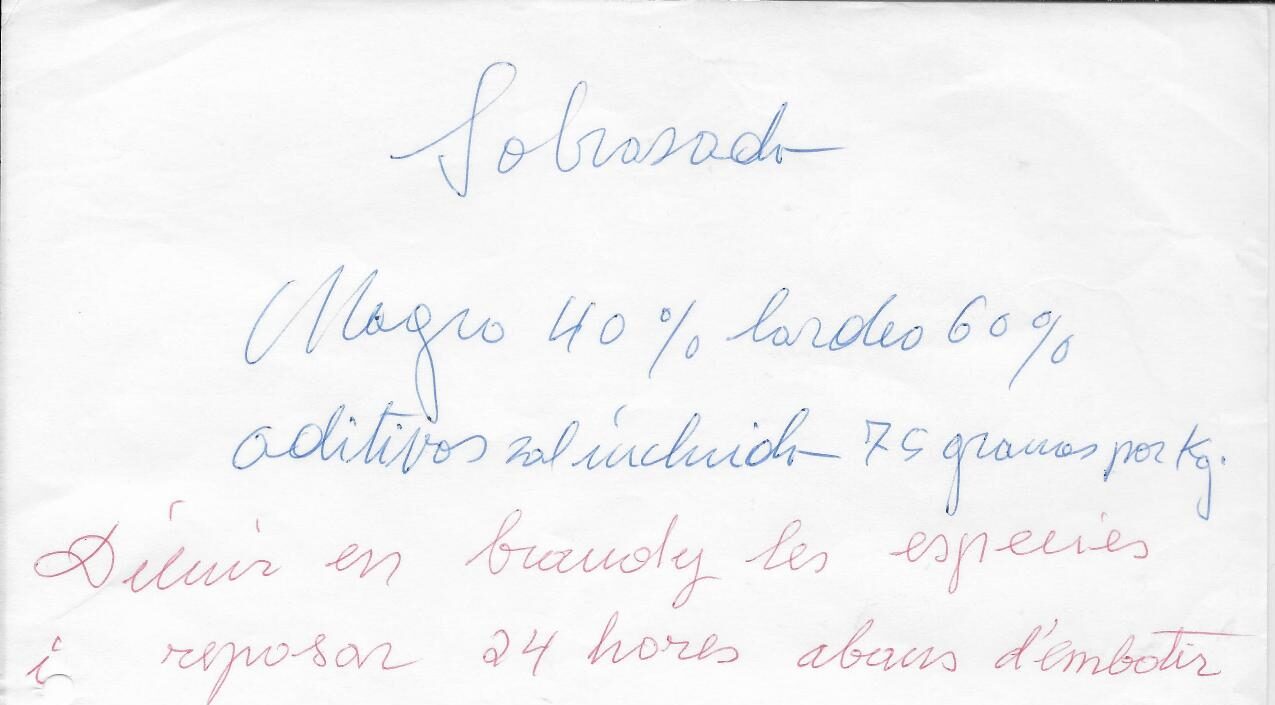 Sobrasada
Magro 40% lardeo 60%
aditivos sal incluida 75 gramos por Kg.
Diluir en brandy les especies
i reposar 24 hores abans d'embotir